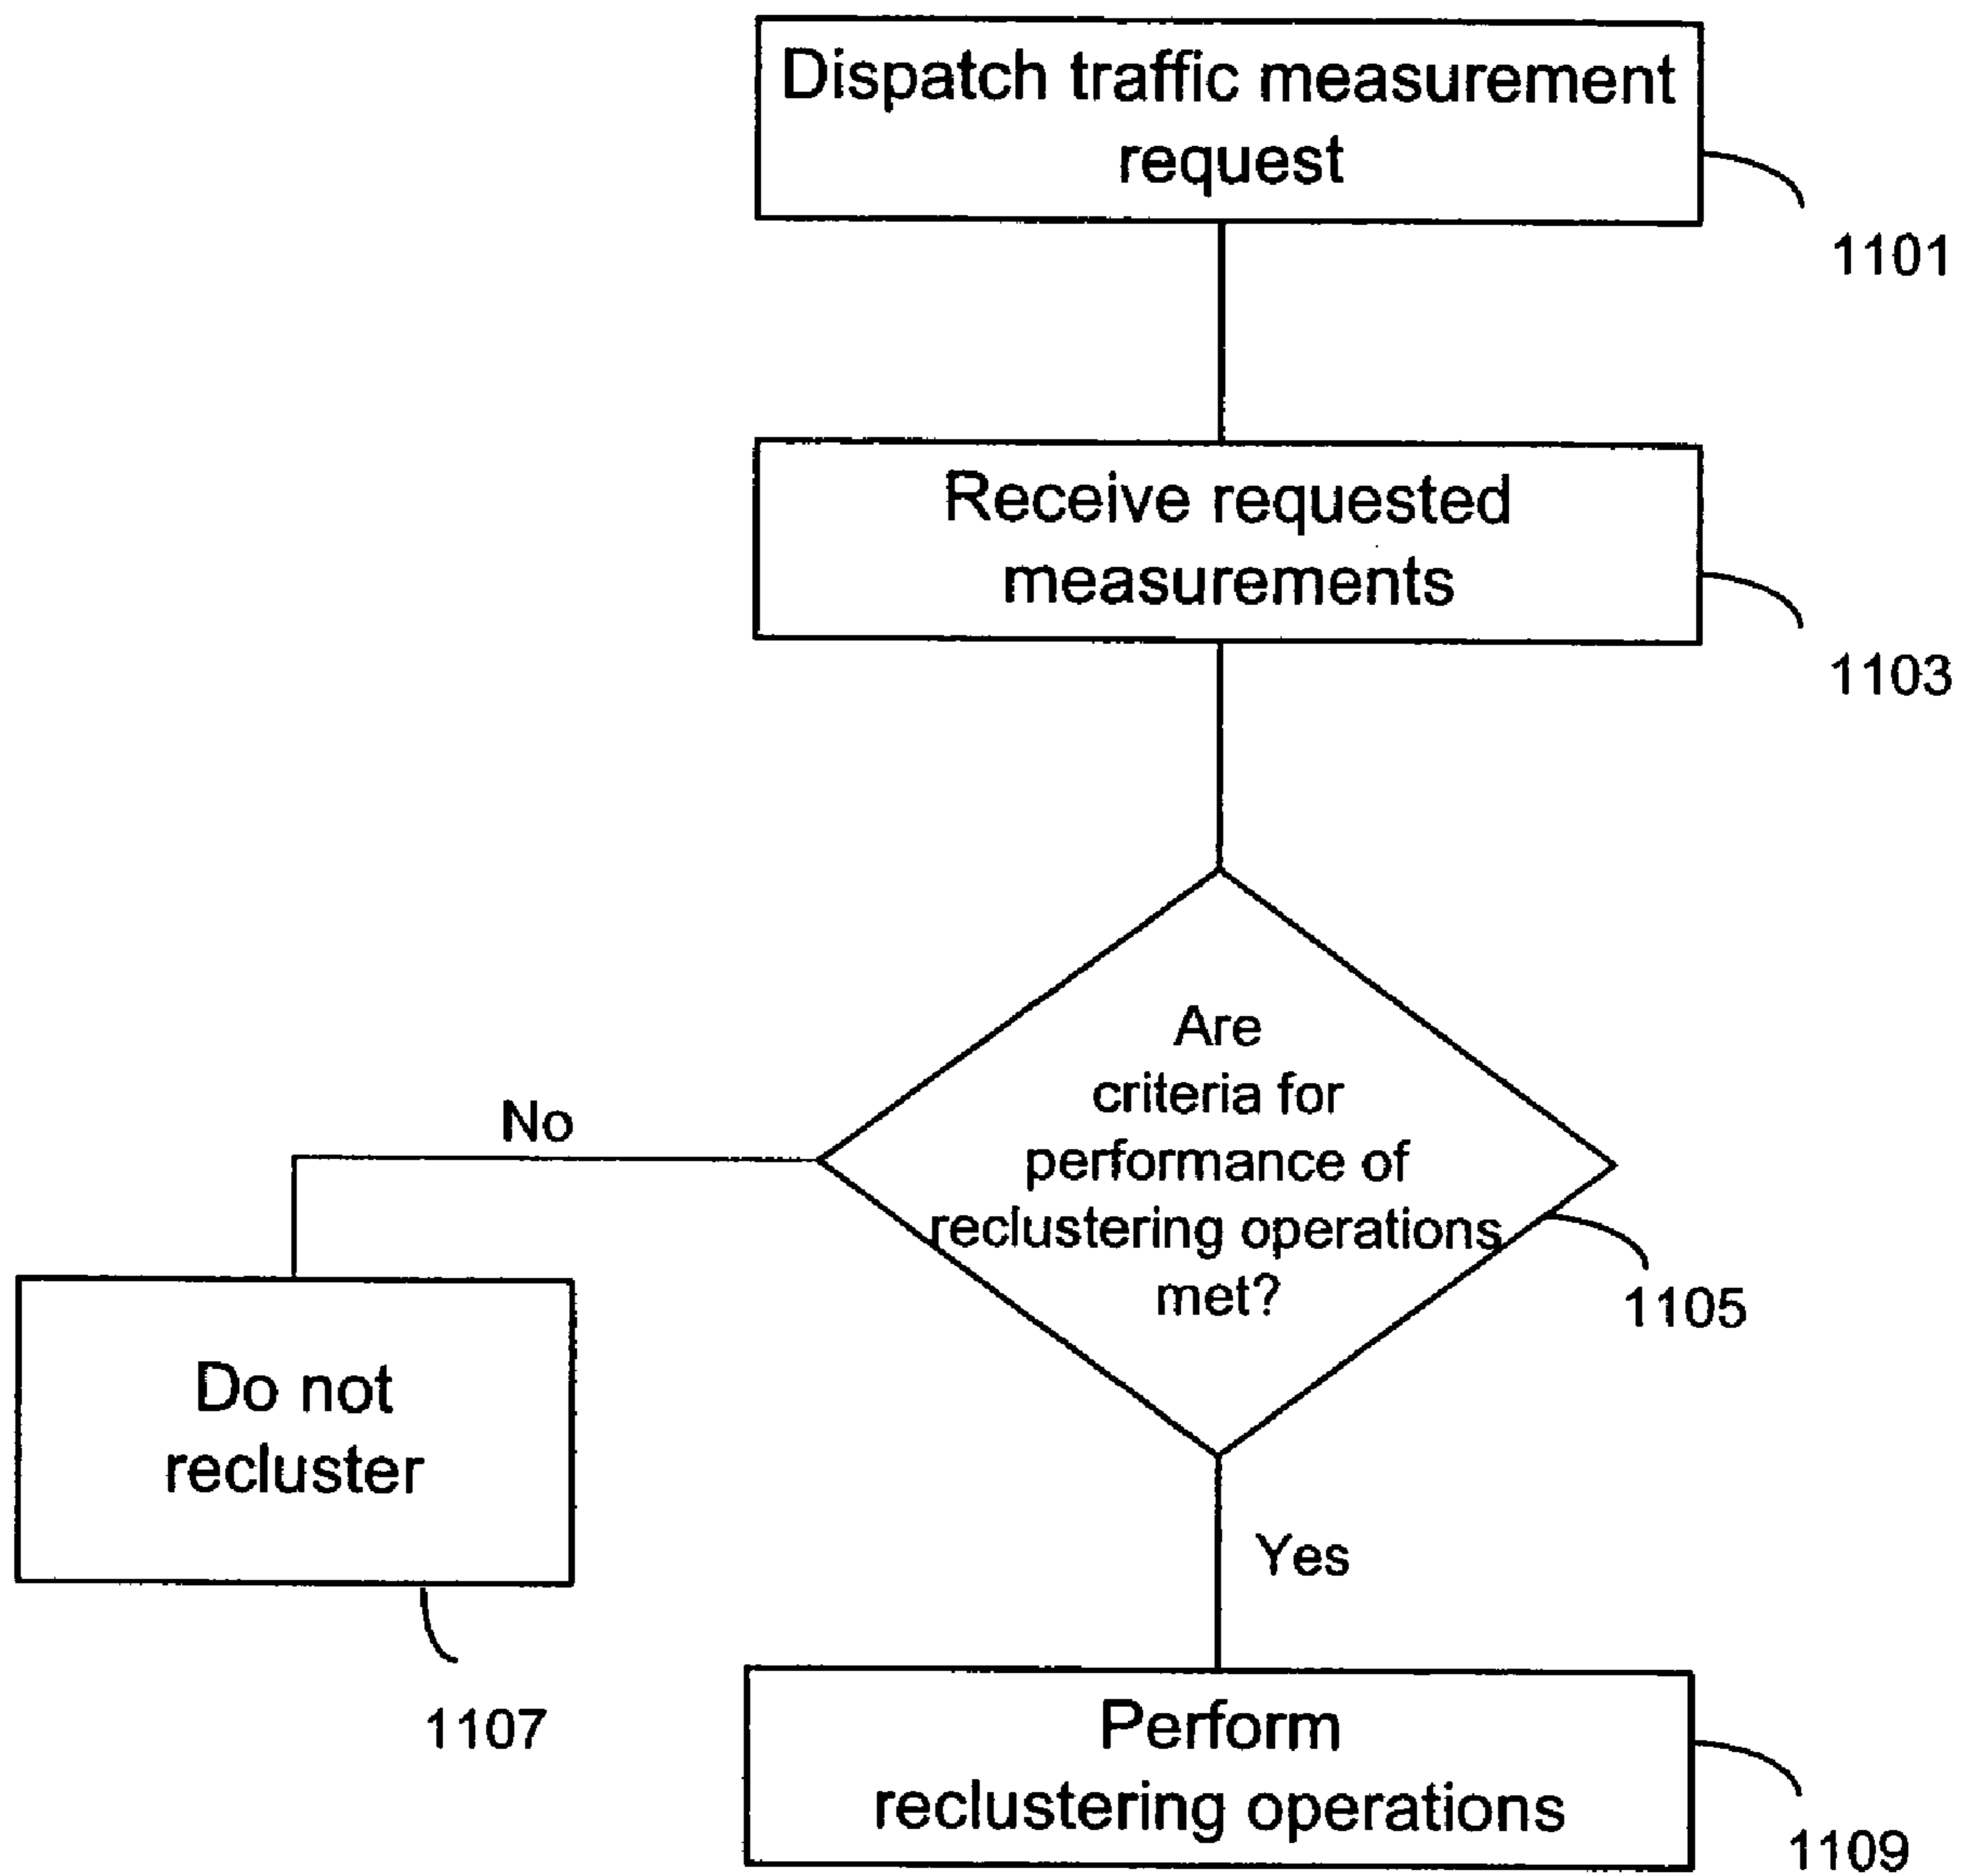 Dispatch traffic measurement
request
1101
Receive requested
measurements
1103
Are
criteria for
performance of
reclustering operations
met?
1105
No
Do not
recluster
1107
Yes
Perform
reclustering operations
1109